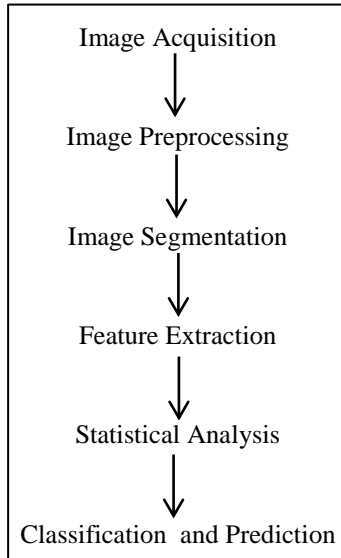 Image Acquisition
Image Preprocessing
Image Segmentation
Feature Extraction
Statistical Analysis
Classification and Prediction